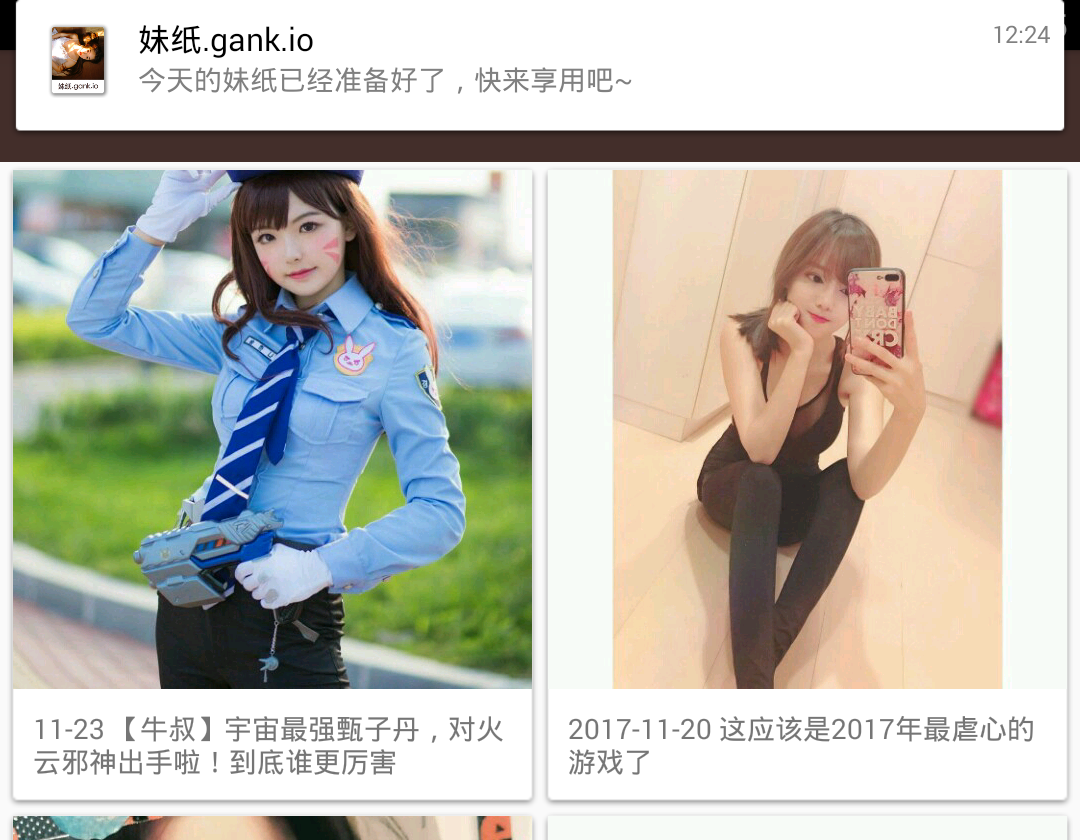 妹纸.gank.io
12:24
今天的妹纸已经准备好了，快来享用吧~
妹纸.gank.io
BABY
DON'T
CR
11-23 【牛叔】宇宙最强甄子丹，对火
云邪神出手啦！到底谁更厉害
2017-11-20 这应该是2017年最虐心的
游戏了